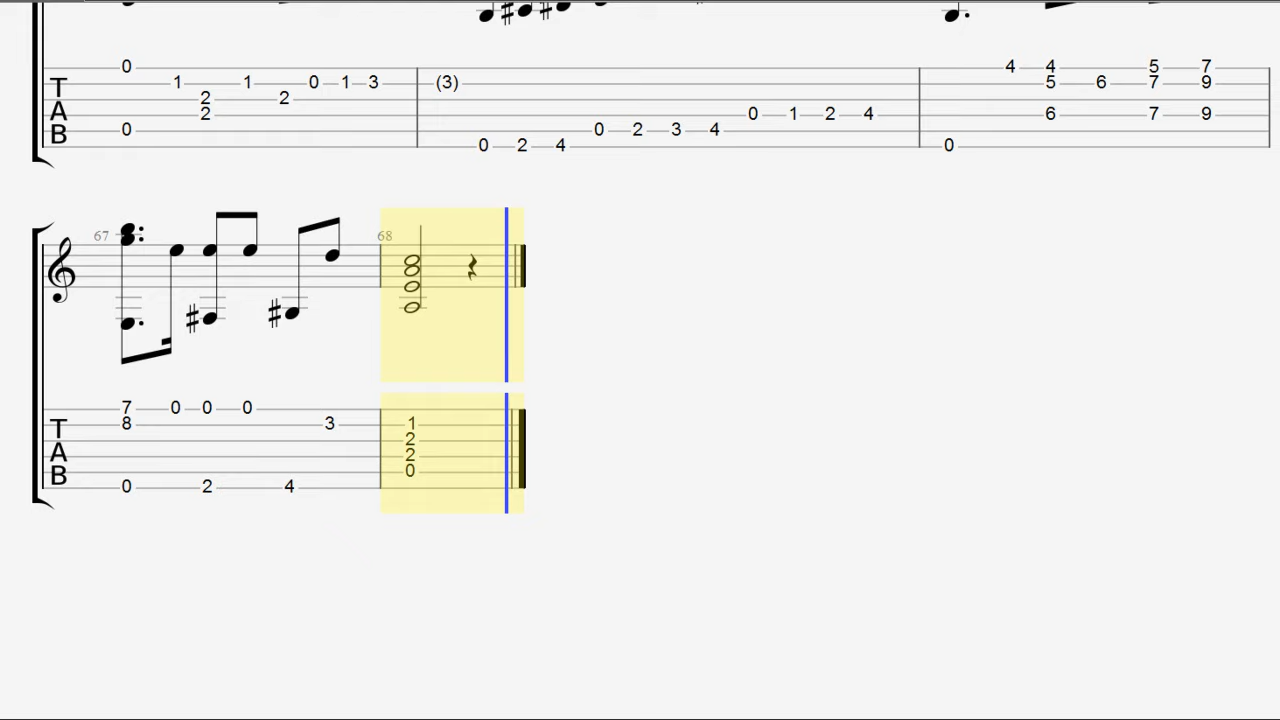 0 4 4 5 7
T 1 1 0 1 3 (3) 5 6 7 9
2 2
A 2 0 1 2 4 6 7 9
B 0 0 2 3 4
0 2 4 0
67 68
7 0 0 0
T 8 3 1
2
A 2
B 0
0 2 4